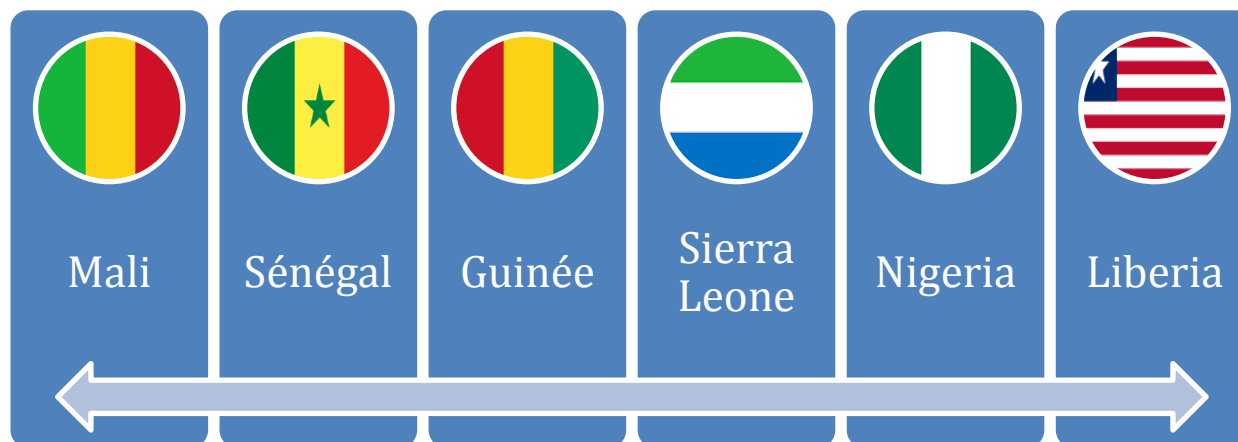 Mali
Sénégal
Guinée
Sierra
Leone
Nigeria
Liberia